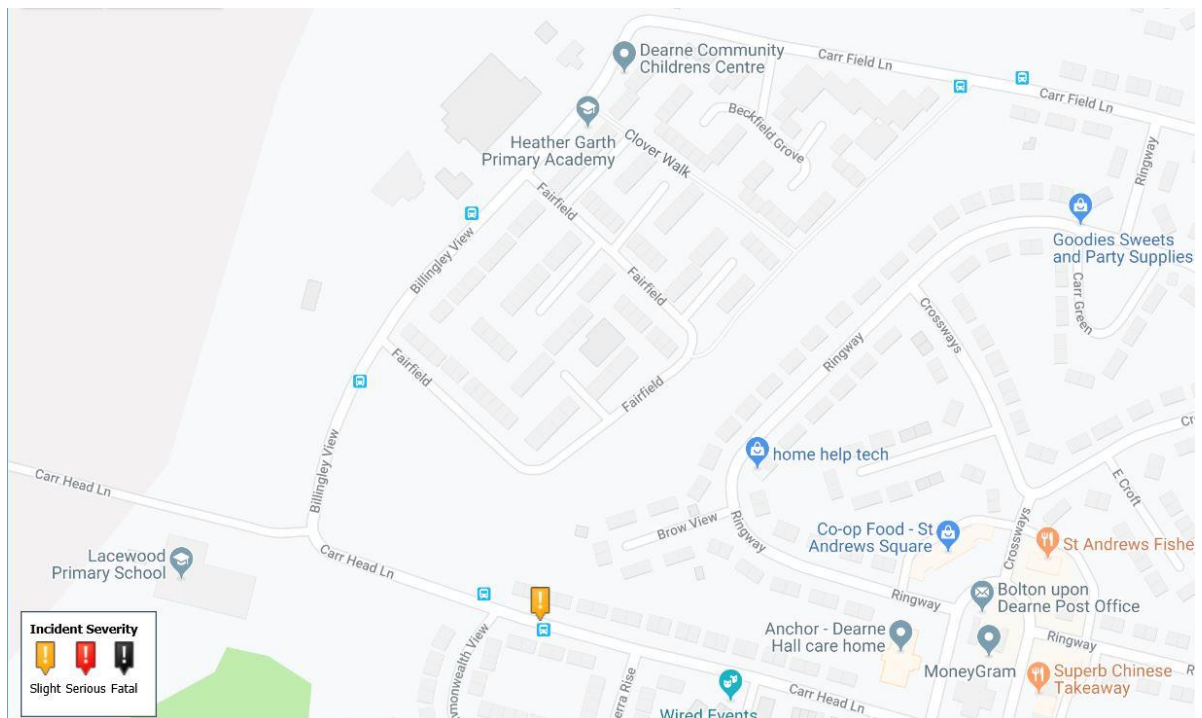 Dearne Community
Childrens Centre
Carr Field Ln
Carr Field Ln
Heather Garth
Primary Academy
Clover Walk
Beckfield Grove
Ringway
Fairfield
Billingley View
Goodies Sweets
and Party Supplies
Carr Green
Fairfield
Crossways
Ringway
Fairfield
Fairfield
Billingley View
home help tech
Carr Head Ln
E Croft
Brow View
Ringway
Co-op Food - St
Andrews Square
Crossways
St Andrews Fishe
Lacewood
Primary School
Carr Head Ln
Bolton upon
Dearne Post Office
Ringway
Incident Severity
Slight Serious Fatal
Anchor - Dearne
Hall care home
MoneyGram
Ringway
Superb Chinese
Takeaway
monwealth View
erra Rise
Carr Head Ln
Wired Events